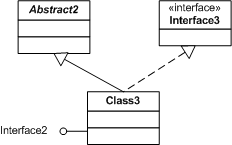 Abstract2
«interface»
Interface3
Class3
Interface2